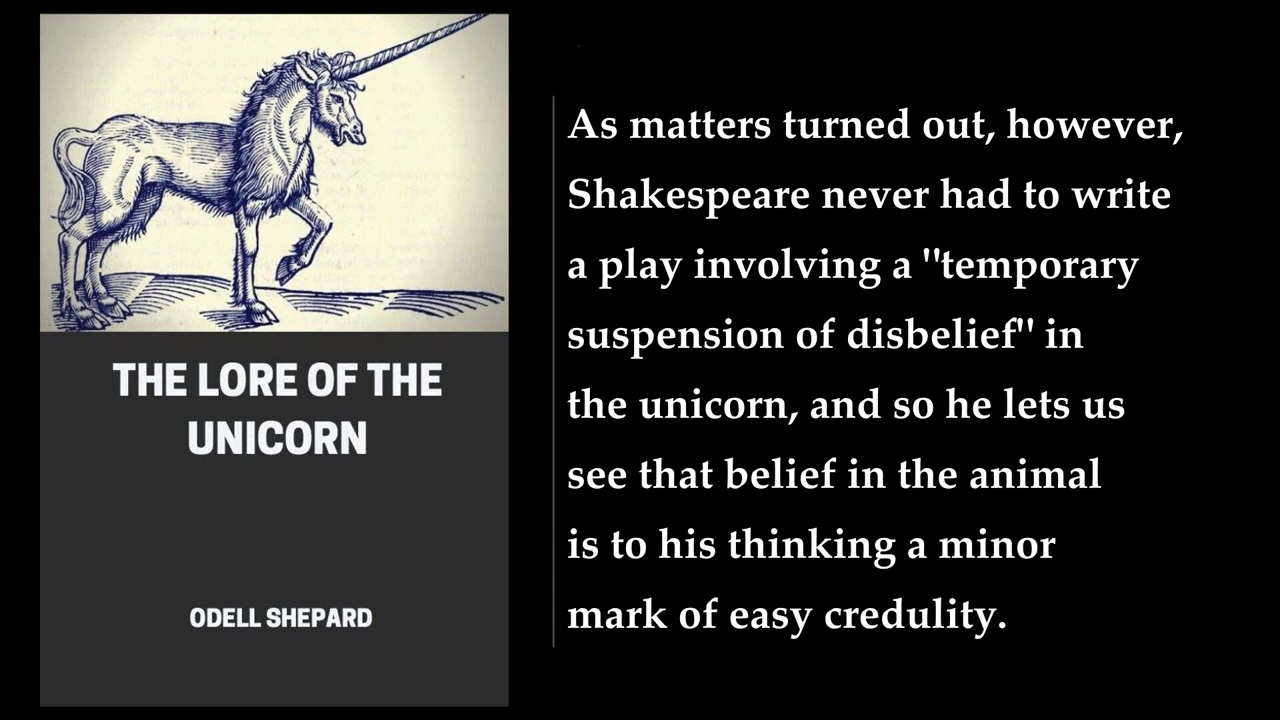 THE LORE OF THE
UNICORN
ODELL SHEPARD
As matters turned out, however,
Shakespeare never had to write
a play involving a "temporary
suspension of disbelief" in
the unicorn, and so he lets us
see that belief in the animal
is to his thinking a minor
mark of easy credulity.